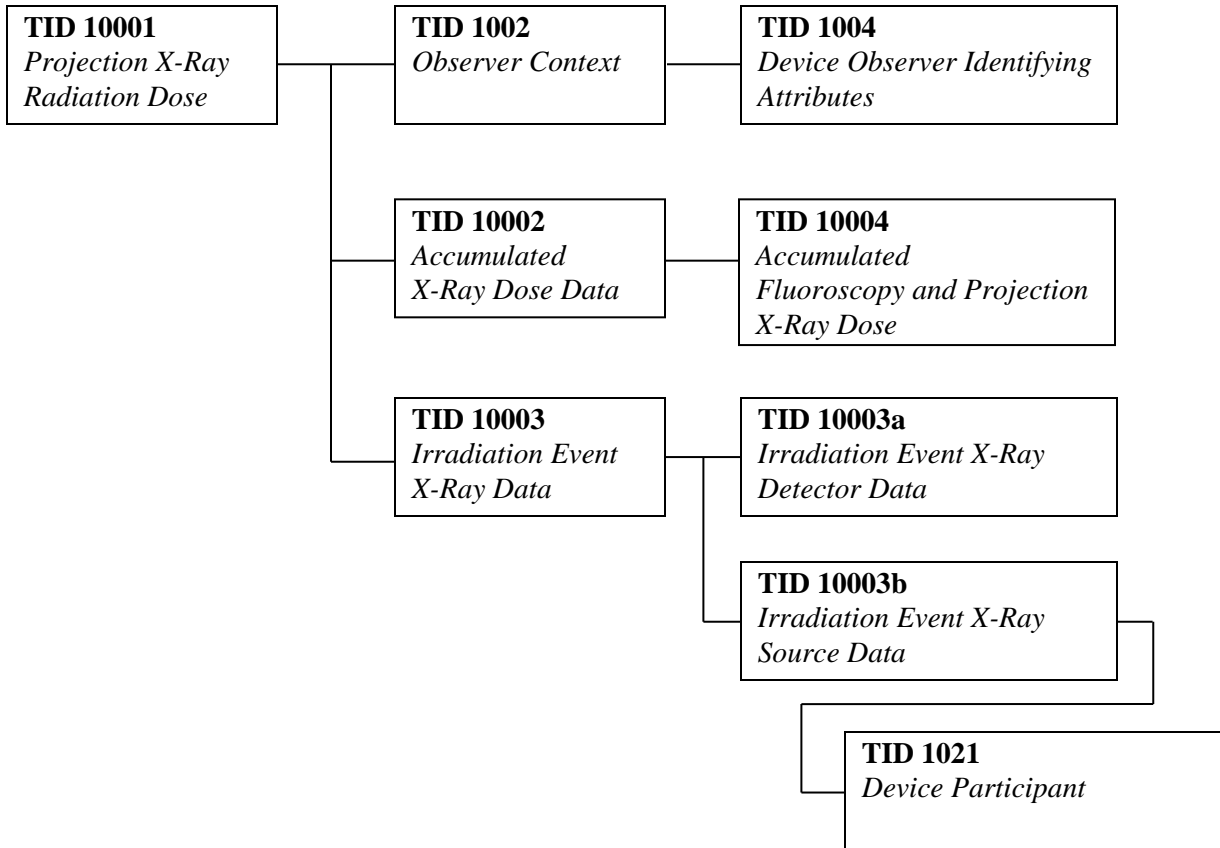 TID 10001
Projection X-Ray
Radiation Dose
TID 1002
Observer Context
TID 1004
Device Observer Identifying
Attributes
TID 10002
Accumulated
X-Ray Dose Data
TID 10004
Accumulated
Fluoroscopy and Projection
X-Ray Dose
TID 10003
Irradiation Event
X-Ray Data
TID 10003a
Irradiation Event X-Ray
Detector Data
TID 10003b
Irradiation Event X-Ray
Source Data
TID 1021
Device Participant